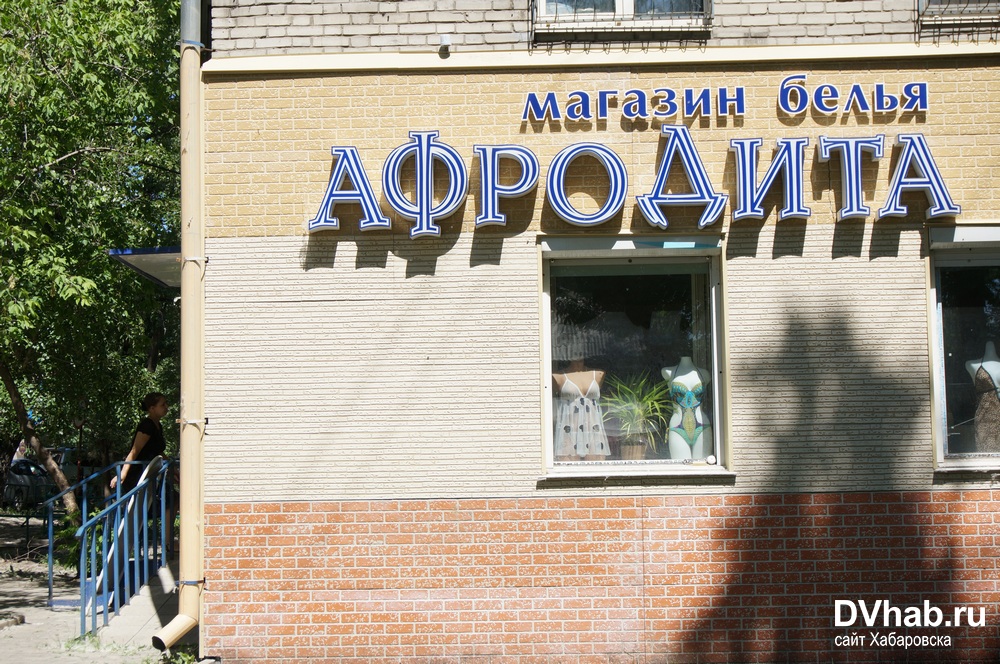 магазин белья
АФРОДИТА
DVhab.ru
сайт Хабаровска